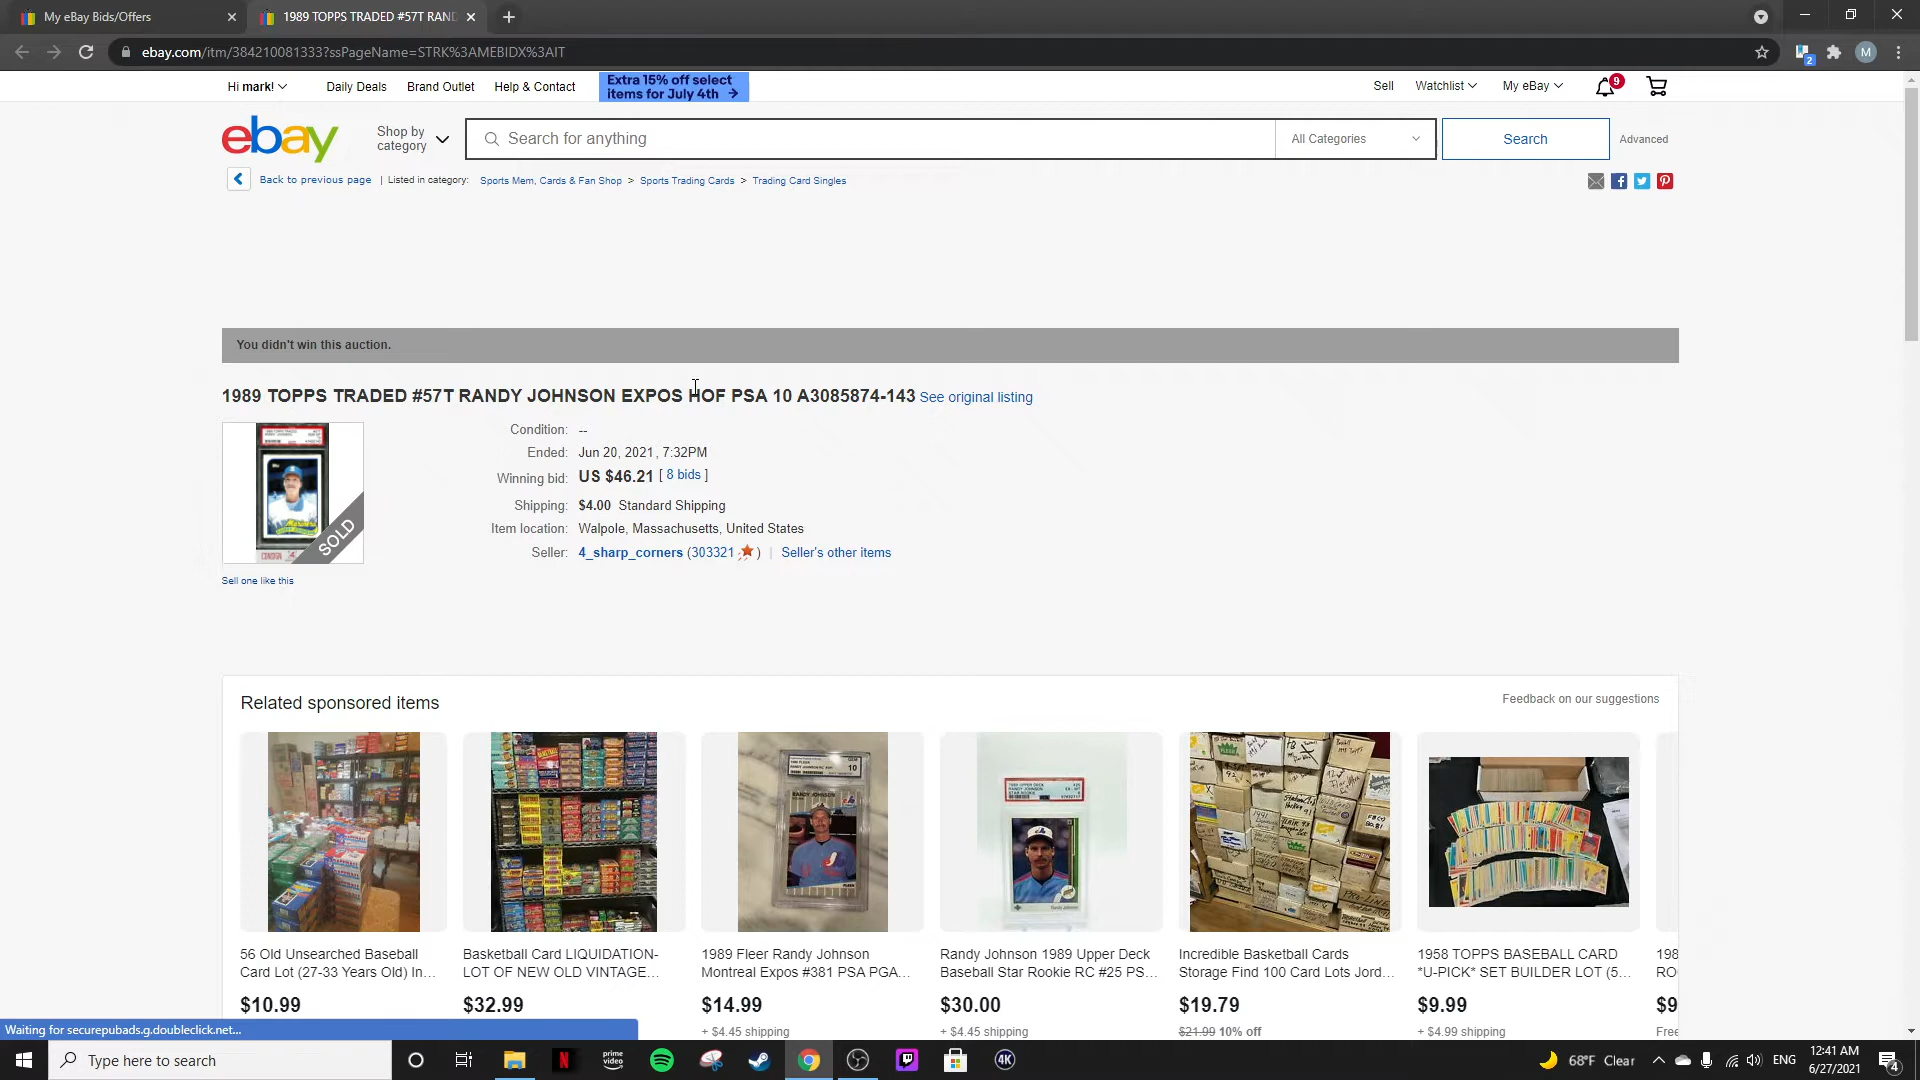 My eBay Bids/Offers
1989 TOPPS TRADED #57T RAND
ebay.com/itm/384210081333?ssPageName=STRK%3AMEBIDX%3AIT
M
2
Hi mark!
Daily Deals
Brand Outlet
Help & Contact
Extra 15% off select
items for July 4th →
Sell
Watchlist
My eBay
9
ebay
Shop by
category
Search for anything
All Categories
Search
Advanced
Back to previous page | Listed in category: Sports Mem, Cards & Fan Shop > Sports Trading Cards > Trading Card Singles
You didn't win this auction.
1989 TOPPS TRADED #57T RANDY JOHNSON EXPOS HOF PSA 10 A3085874-143 See original listing
Condition: --
Ended: Jun 20, 2021, 7:32PM
Winning bid: US $46.21 [ 8 bids ]
Shipping: $4.00 Standard Shipping
Item location: Walpole, Massachusetts, United States
Seller: 4_sharp_corners (303321 ) | Seller's other items
SOLD
Sell one like this
Related sponsored items
Feedback on our suggestions
56 Old Unsearched Baseball
Card Lot (27-33 Years Old) In...
$10.99
Basketball Card LIQUIDATION-
LOT OF NEW OLD VINTAGE...
$32.99
1989 Fleer Randy Johnson
Montreal Expos #381 PSA PGA...
$14.99
+ $4.45 shipping
Randy Johnson 1989 Upper Deck
Baseball Star Rookie RC #25 PS...
$30.00
+ $4.45 shipping
Incredible Basketball Cards
Storage Find 100 Card Lots Jord...
$19.79
$21.99 10% off
1958 TOPPS BASEBALL CARD
*U-PICK* SET BUILDER LOT (5...
$9.99
+ $4.99 shipping
198
RO
$9
Free
Waiting for securepubads.g.doubleclick.net...
Type here to search
prime
video
4K
68°F Clear
ENG
12:41 AM
6/27/2021
4